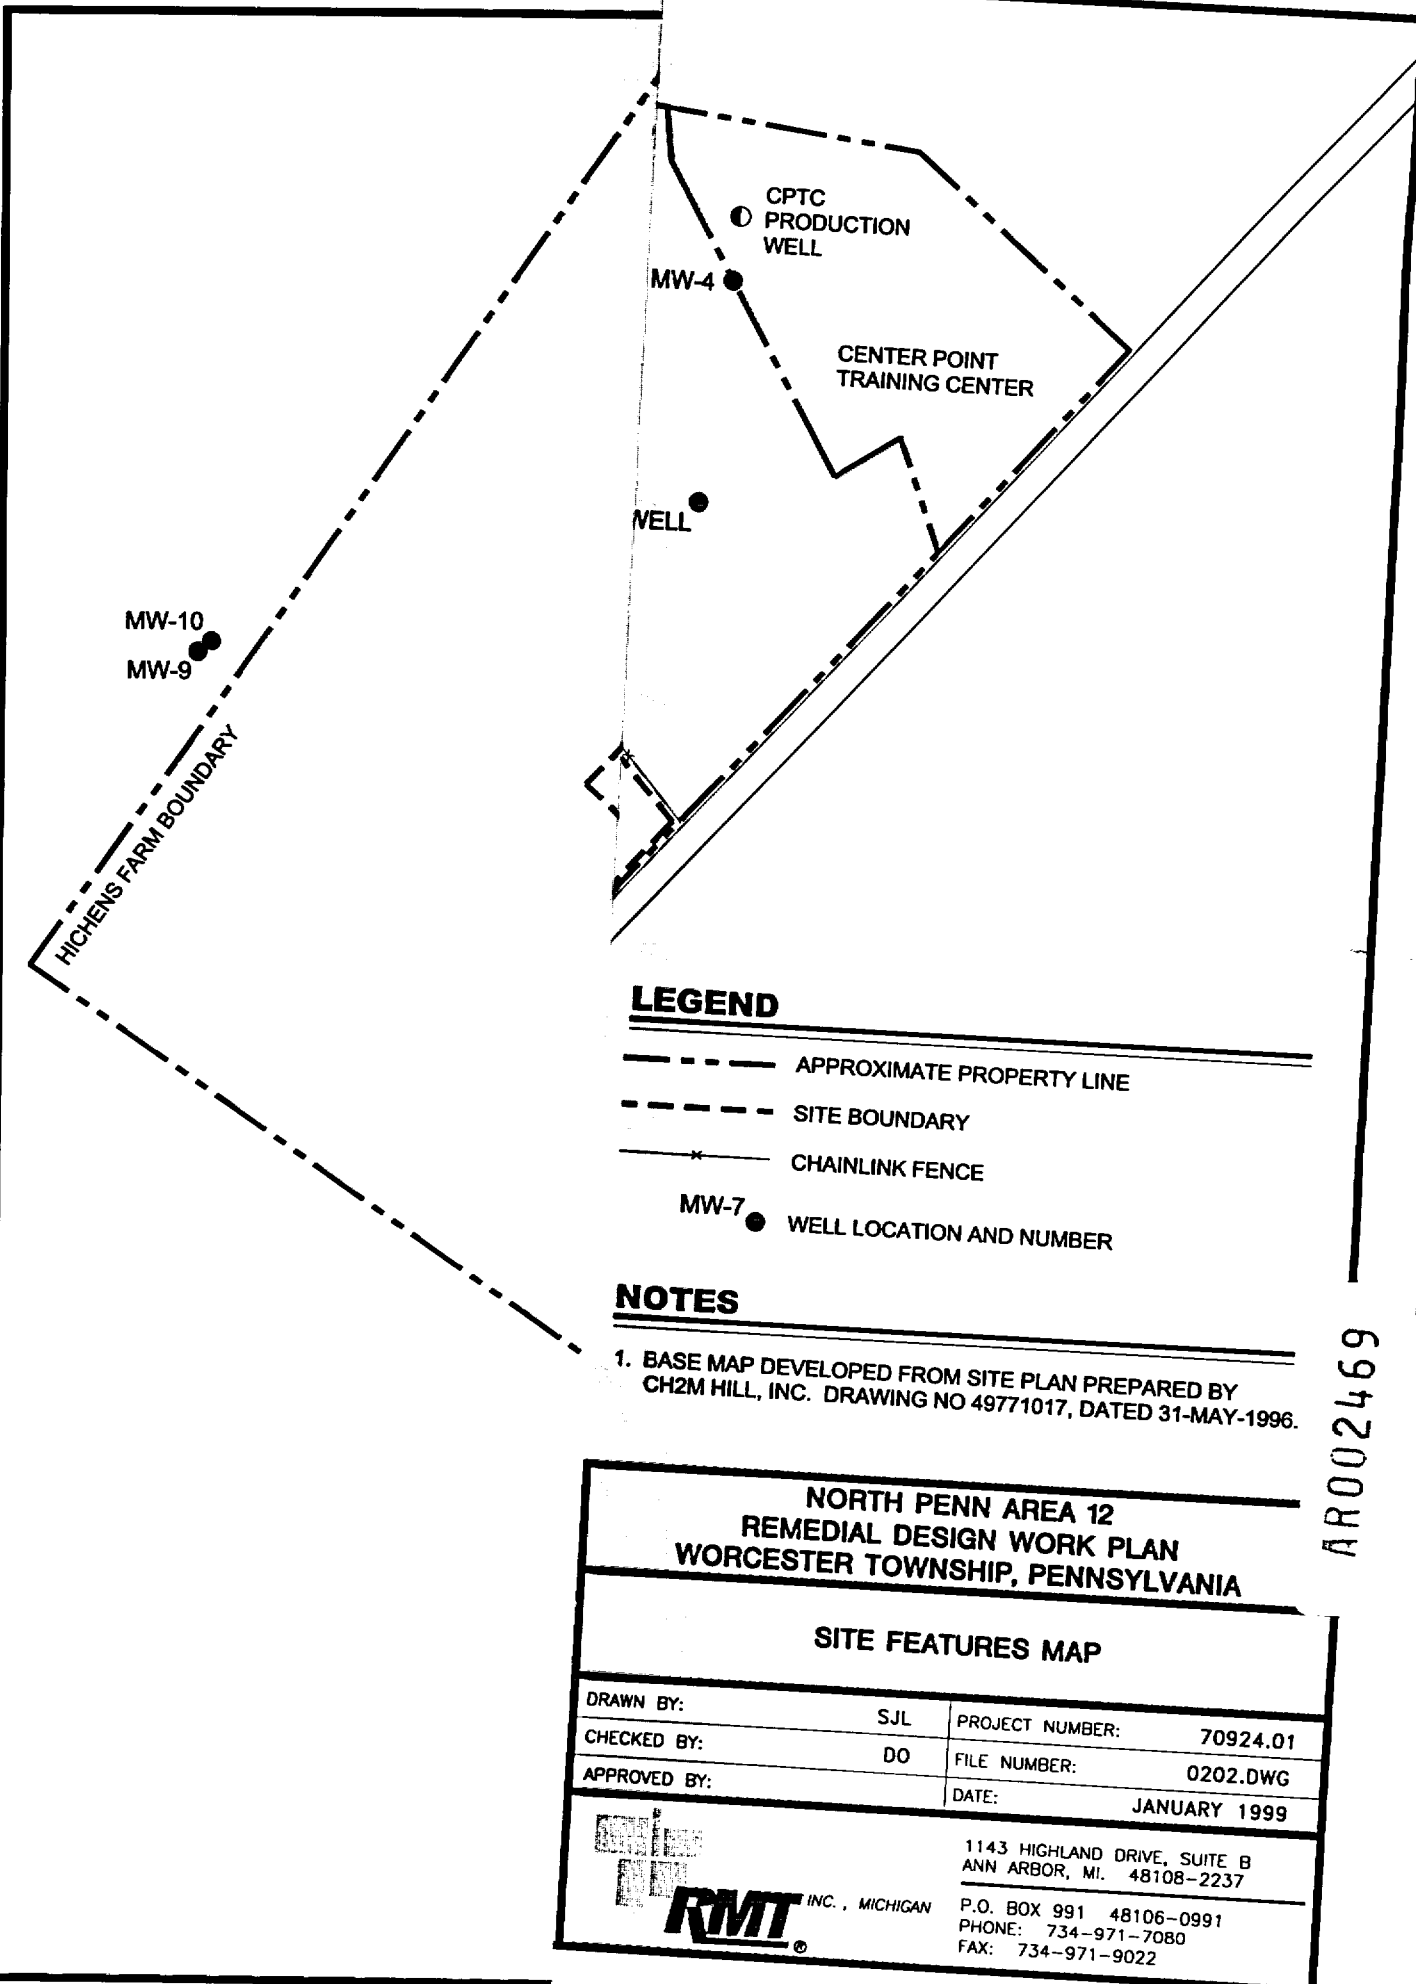 CPTC
PRODUCTION
WELL
MW-4
CENTER POINT
TRAINING CENTER
WELL
MW-10
MW-9
HICHENS FARM BOUNDARY
LEGEND
APPROXIMATE PROPERTY LINE
SITE BOUNDARY
CHAINLINK FENCE
MW-7
WELL LOCATION AND NUMBER
NOTES
1. BASE MAP DEVELOPED FROM SITE PLAN PREPARED BY
CH2M HILL, INC. DRAWING NO 49771017, DATED 31-MAY-1996.
AR002469
NORTH PENN AREA 12
REMEDIAL DESIGN WORK PLAN
WORCESTER TOWNSHIP, PENNSYLVANIA
SITE FEATURES MAP
DRAWN BY: SJL PROJECT NUMBER: 70924.01
CHECKED BY: DO FILE NUMBER: 0202.DWG
APPROVED BY: DATE: JANUARY 1999
1143 HIGHLAND DRIVE, SUITE B
ANN ARBOR, MI. 48108-2237
RMT INC., MICHIGAN
®
P.O. BOX 991 48106-0991
PHONE: 734-971-7080
FAX: 734-971-9022